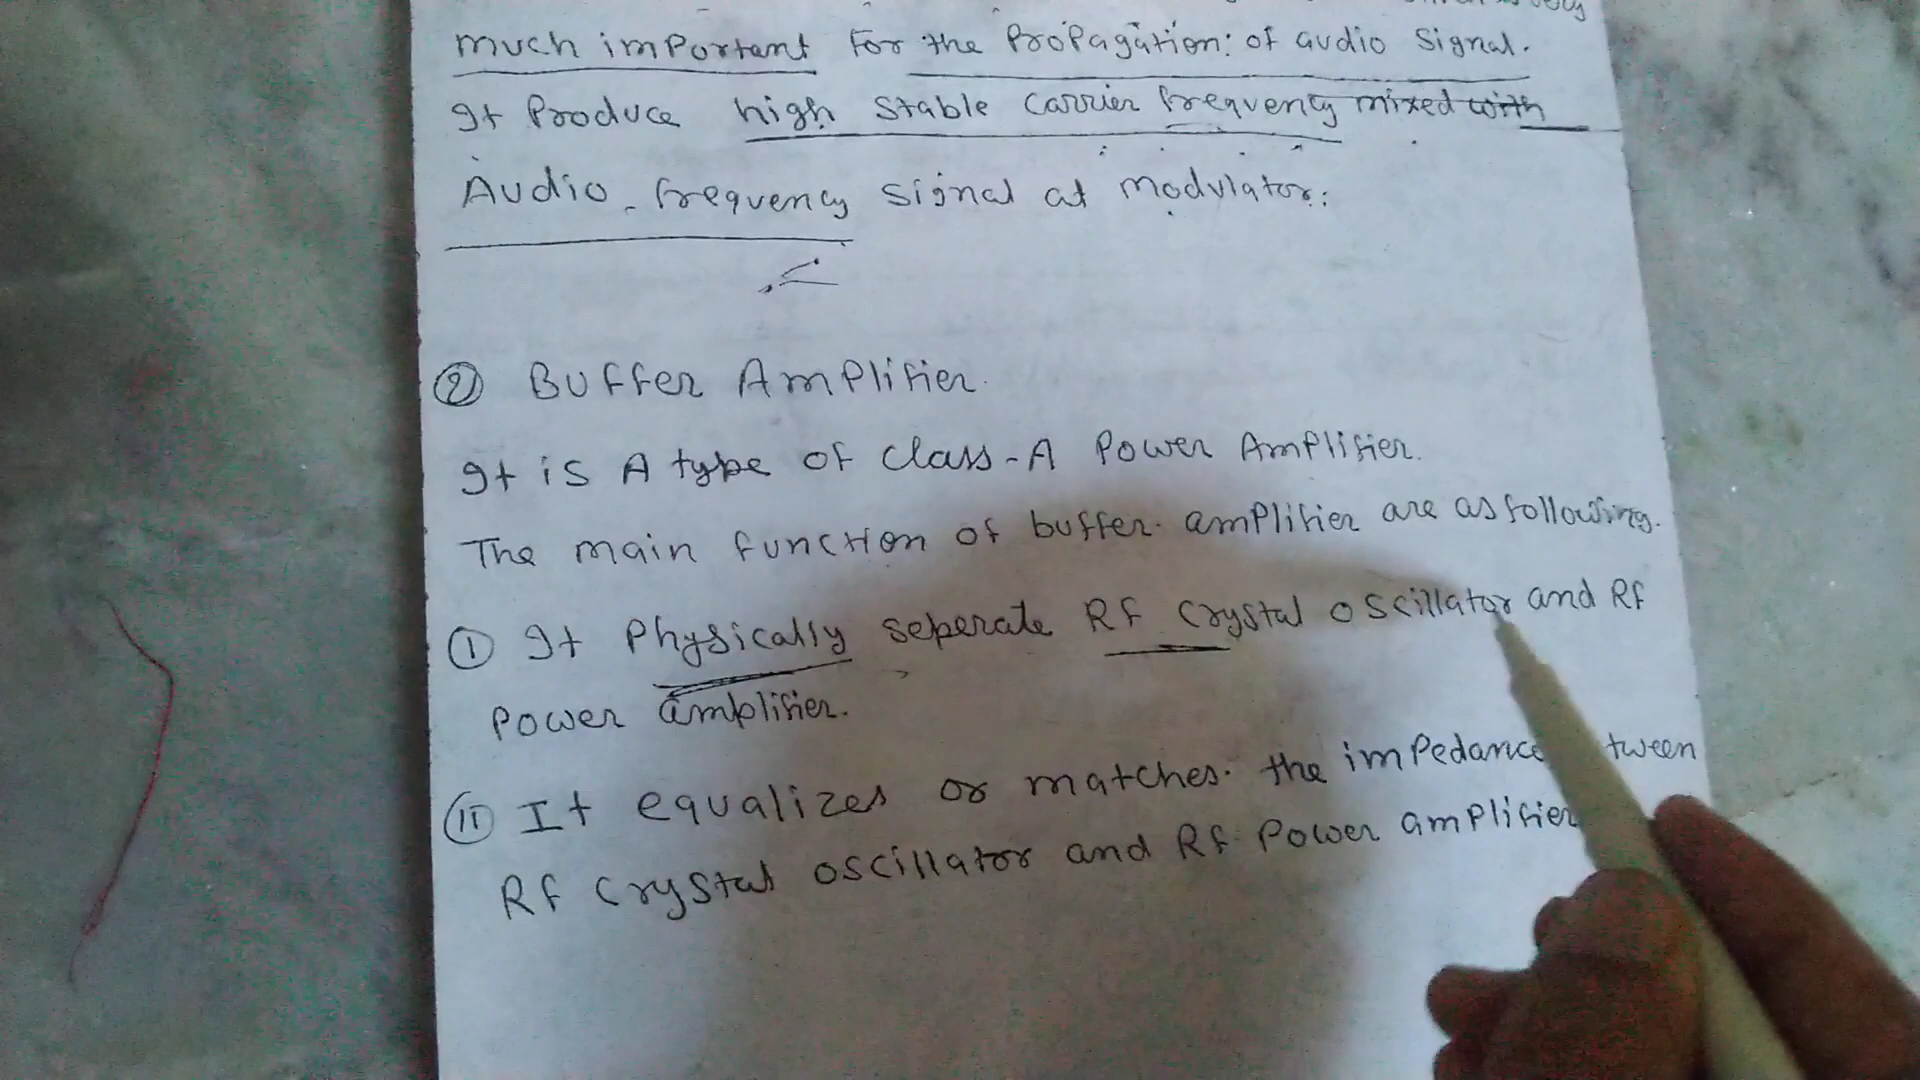 very
much important for the Propagation: of audio Signal.
It Produce high Stable Carrier frequency mixed with
Audio - frequency signal at modulator:
② Buffer Amplifier.
It is A type of Class-A Power Amplifier.
The main function of buffer. amplifier are as following.
① It Physically seperate RF Crystal oscillator and RF
Power amplifier.
(II) It equalizes or matches. the impedance tween
RF Crystal oscillator and RF Power amplifier